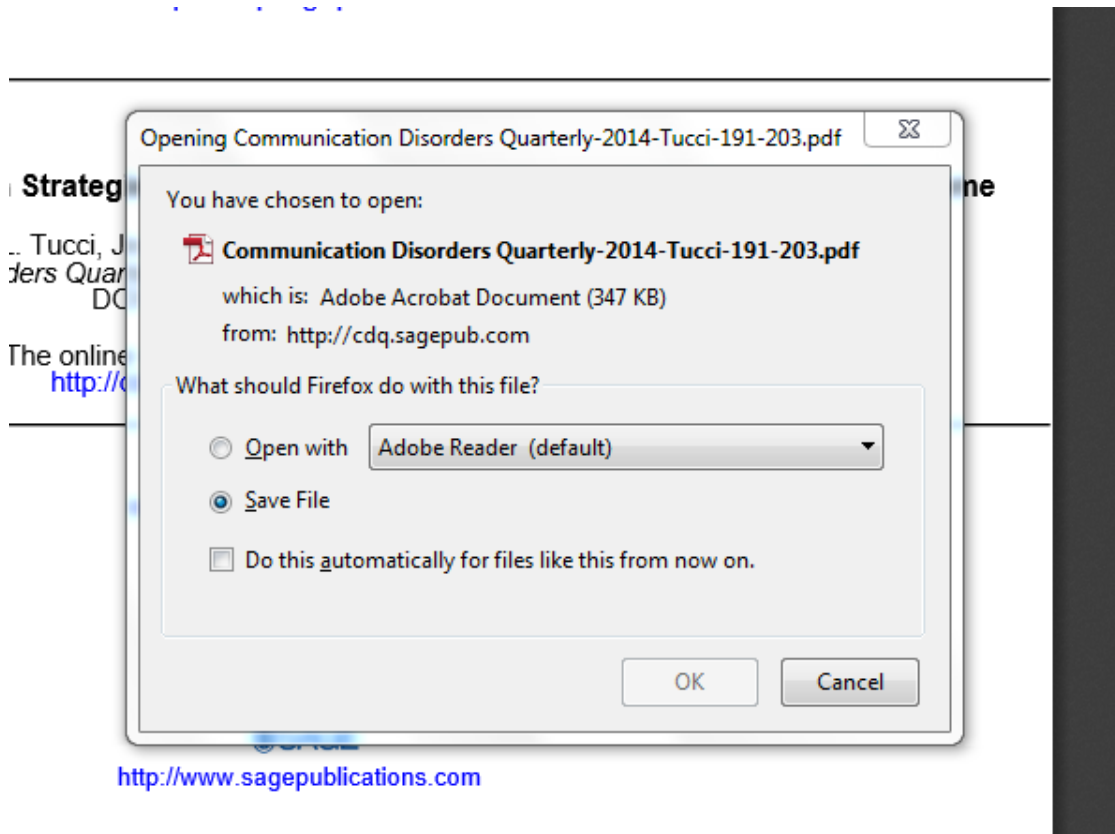 Opening Communication Disorders Quarterly-2014-Tucci-191-203.pdf
Strateg
me
You have chosen to open:
Tucci, J
Communication Disorders Quarterly-2014-Tucci-191-203.pdf
ders Quar
DO
which is: Adobe Acrobat Document (347 KB)
from: http://cdq.sagepub.com
The online
http://c
What should Firefox do with this file?
Open with Adobe Reader (default)
Save File
Do this automatically for files like this from now on.
OK Cancel
http://www.sagepublications.com